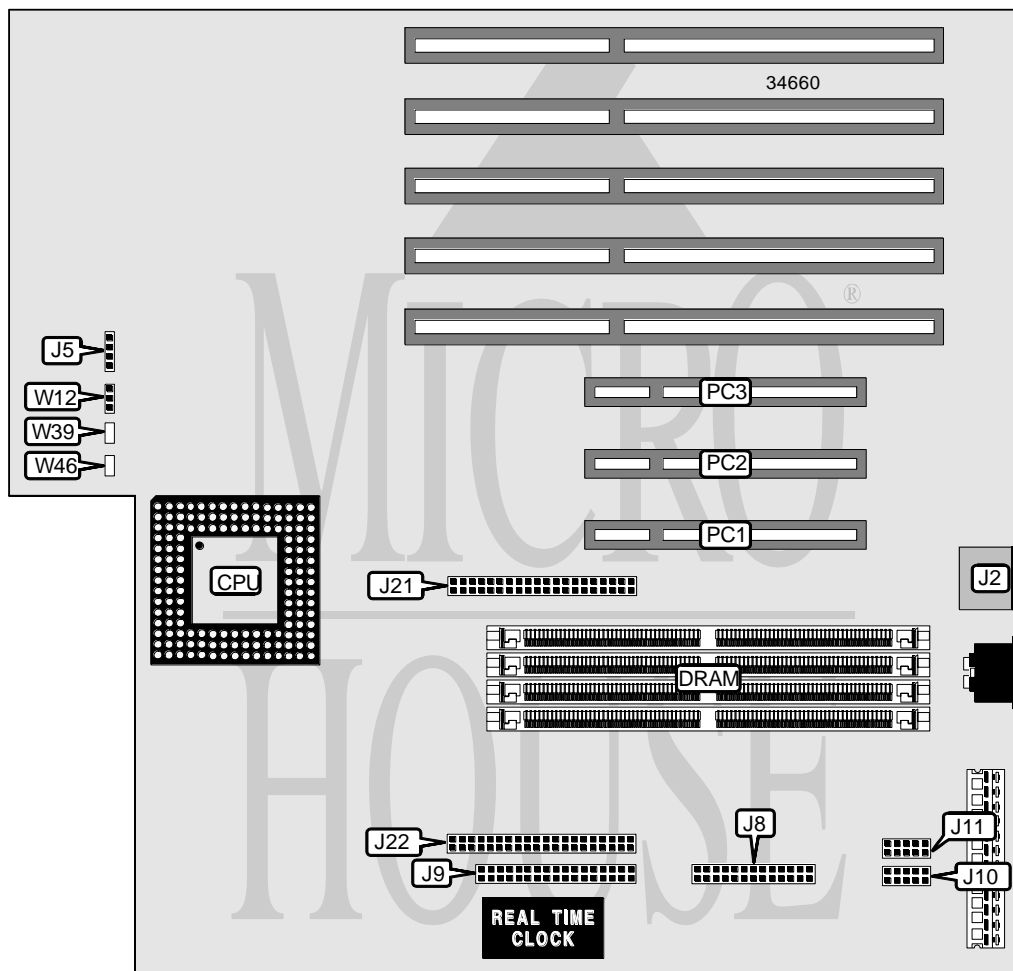 34660
MICRO®
J5
W12
W39
W46
PC3
PC2
PC1
CPU
J21
J2
DRAM
HOUSE
J22
J9
J8
J11
J10
REAL TIME
CLOCK